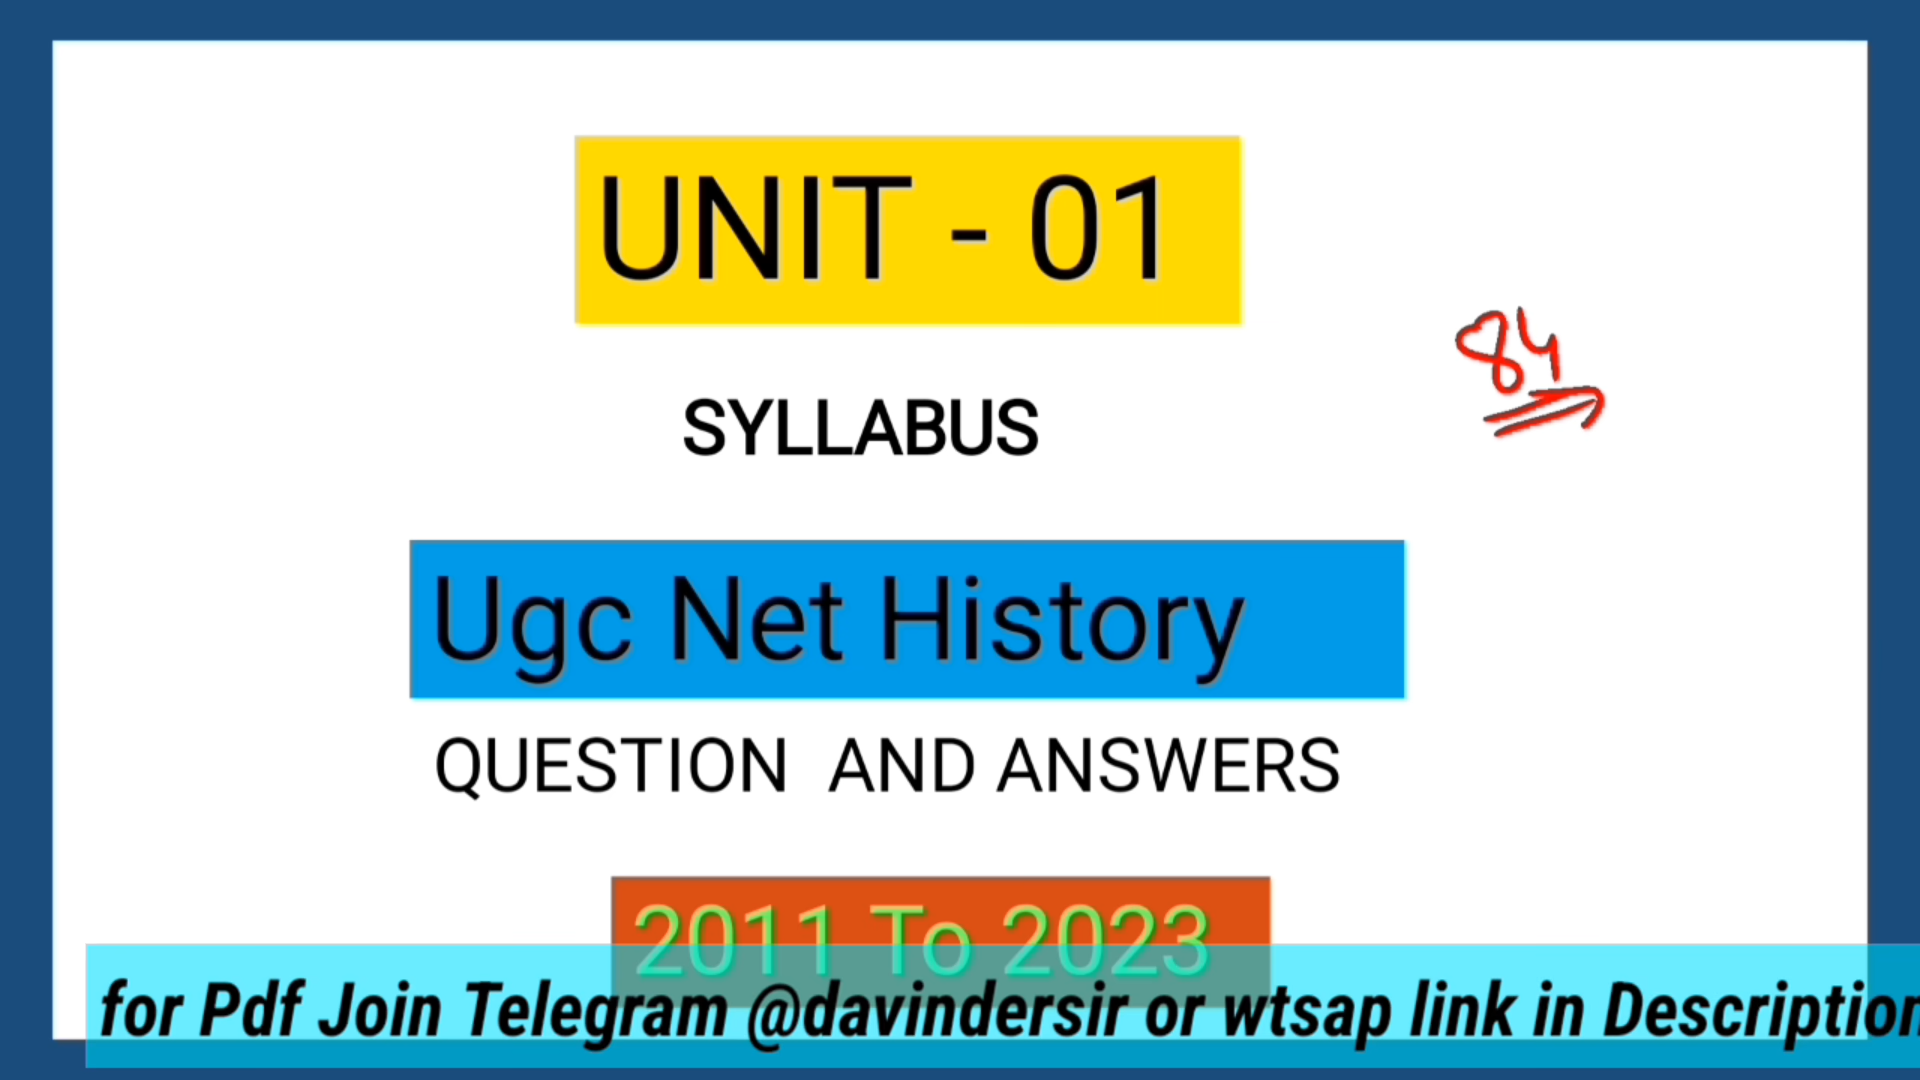 UNIT - 01
84
SYLLABUS
Ugc Net History
QUESTION AND ANSWERS
2011 To 2023
for Pdf Join Telegram @davindersir or wtsap link in Description